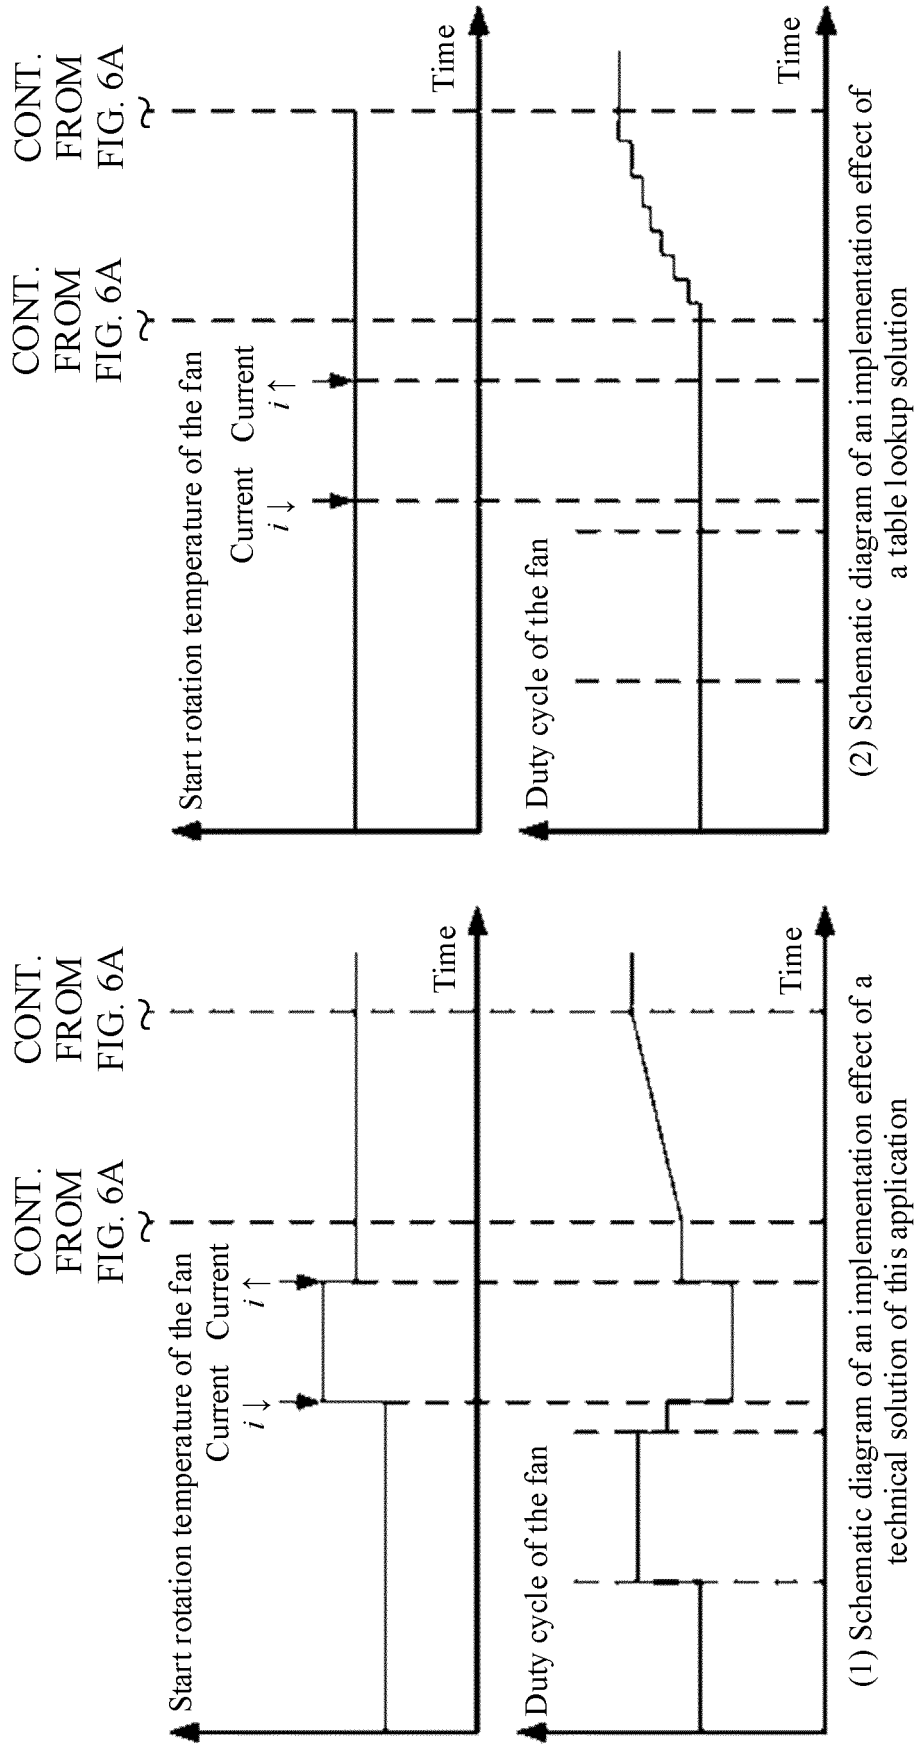 CONT.
FROM
FIG. 6A
CONT.
FROM
FIG. 6A
Start rotation temperature of the fan
Current
i ↓
Current
i ↑
Time
Duty cycle of the fan
Time
(1) Schematic diagram of an implementation effect of a
technical solution of this application
CONT.
FROM
FIG. 6A
CONT.
FROM
FIG. 6A
Start rotation temperature of the fan
Current
i ↓
Current
i ↑
Time
Duty cycle of the fan
Time
(2) Schematic diagram of an implementation effect of
a table lookup solution